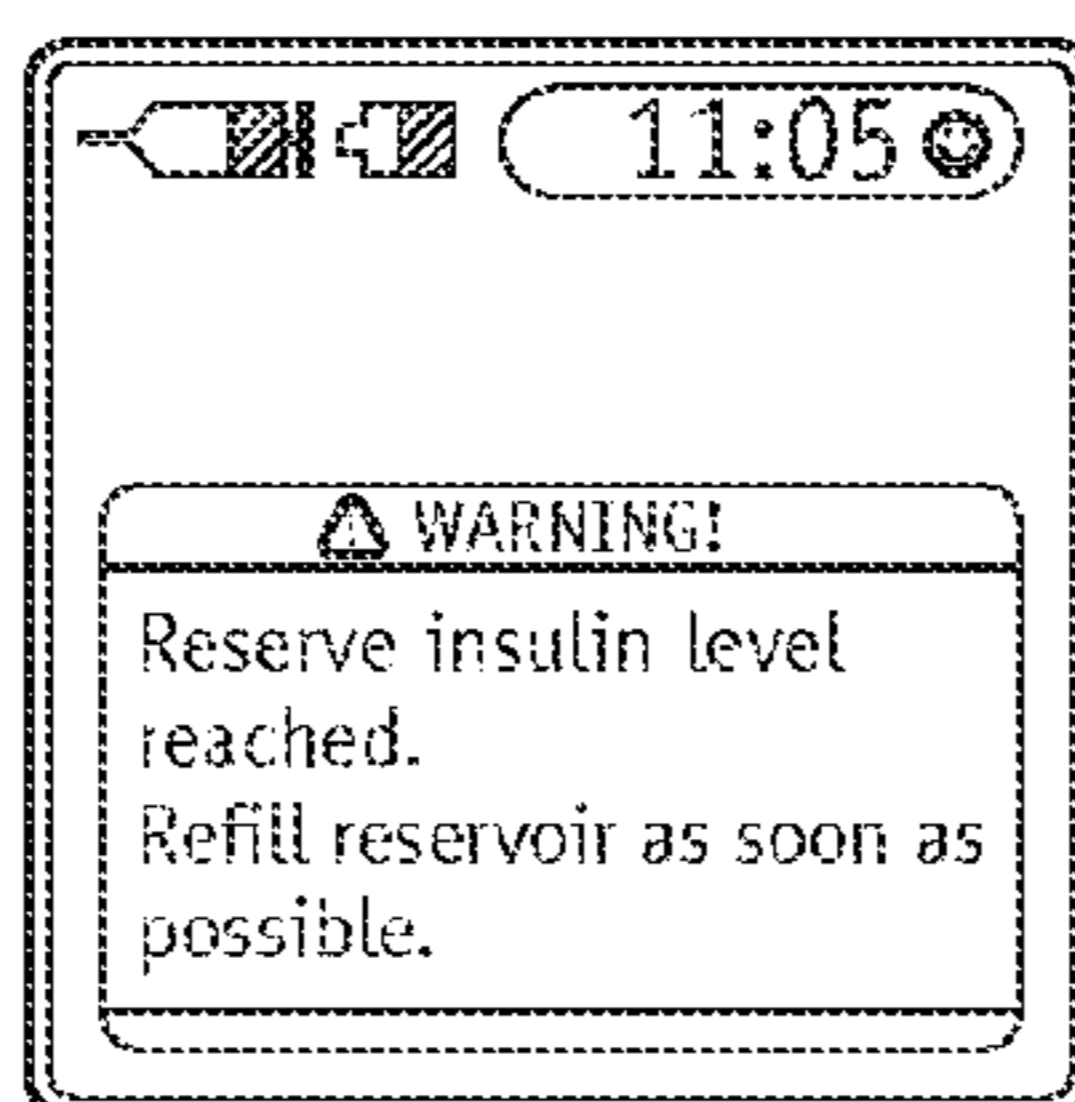 11:05
WARNING!
Reserve insulin level
reached.
Refill reservoir as soon as
possible.